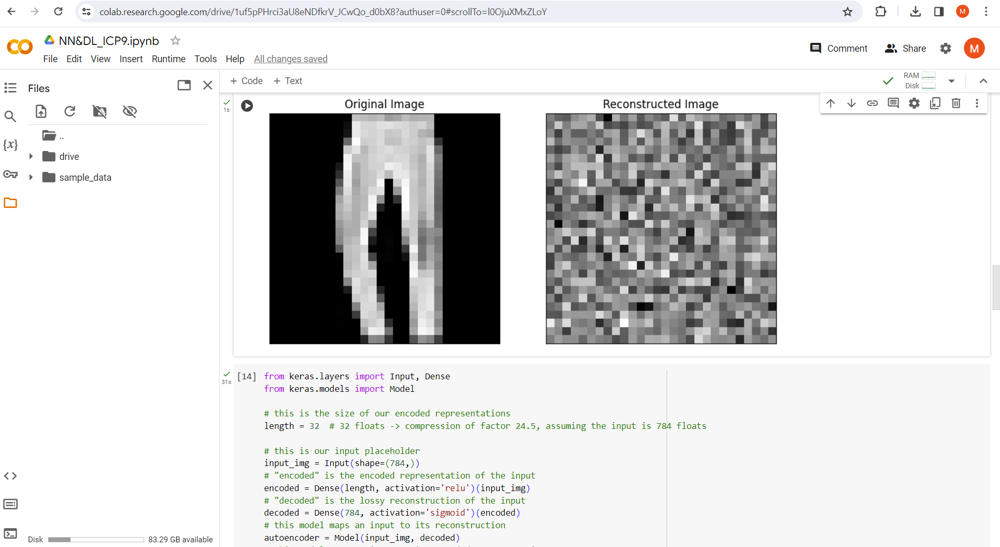 colab.research.google.com/drive/1uf5pPHrci3aU8eNDfkrV_JCwQo_d0bX8?authuser=0#scrollTo=l0OjuXMxZLoY
M
NN&DL_ICP9.ipynb
File Edit View Insert Runtime Tools Help All changes saved
Comment Share M
Files
+ Code + Text
RAM
Disk
..
drive
sample_data
{x}
1s
Original Image Reconstructed Image
31s
[14] from keras.layers import Input, Dense
from keras.models import Model
# this is the size of our encoded representations
length = 32  # 32 floats -> compression of factor 24.5, assuming the input is 784 floats
# this is our input placeholder
input_img = Input(shape=(784,))
# "encoded" is the encoded representation of the input
encoded = Dense(length, activation='relu')(input_img)
# "decoded" is the lossy reconstruction of the input
decoded = Dense(784, activation='sigmoid')(encoded)
# this model maps an input to its reconstruction
autoencoder = Model(input_img, decoded)
Disk 83.29 GB available